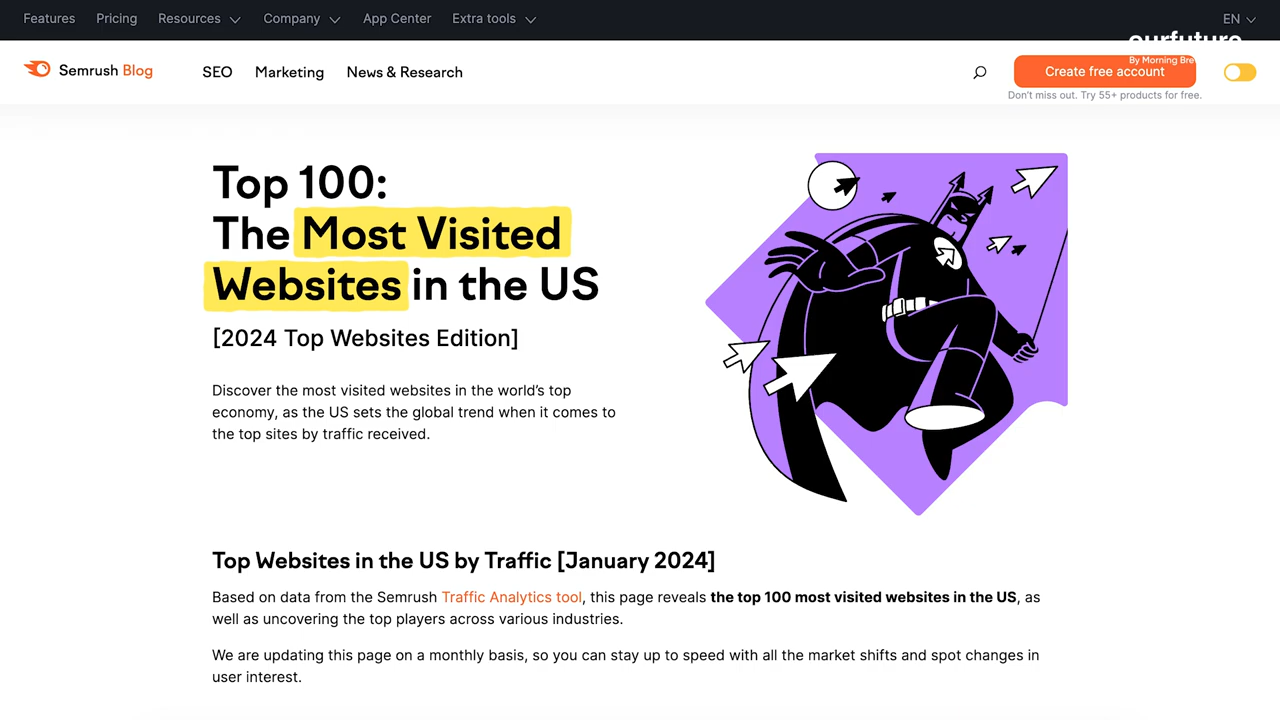 Features Pricing Resources Company App Center Extra tools EN
ourfuture
By Morning Bre
Semrush Blog SEO Marketing News & Research Create free account
Don't miss out. Try 55+ products for free.
Top 100:
The Most Visited
Websites in the US
[2024 Top Websites Edition]
Discover the most visited websites in the world's top
economy, as the US sets the global trend when it comes to
the top sites by traffic received.
Top Websites in the US by Traffic [January 2024]
Based on data from the Semrush Traffic Analytics tool, this page reveals the top 100 most visited websites in the US, as
well as uncovering the top players across various industries.
We are updating this page on a monthly basis, so you can stay up to speed with all the market shifts and spot changes in
user interest.